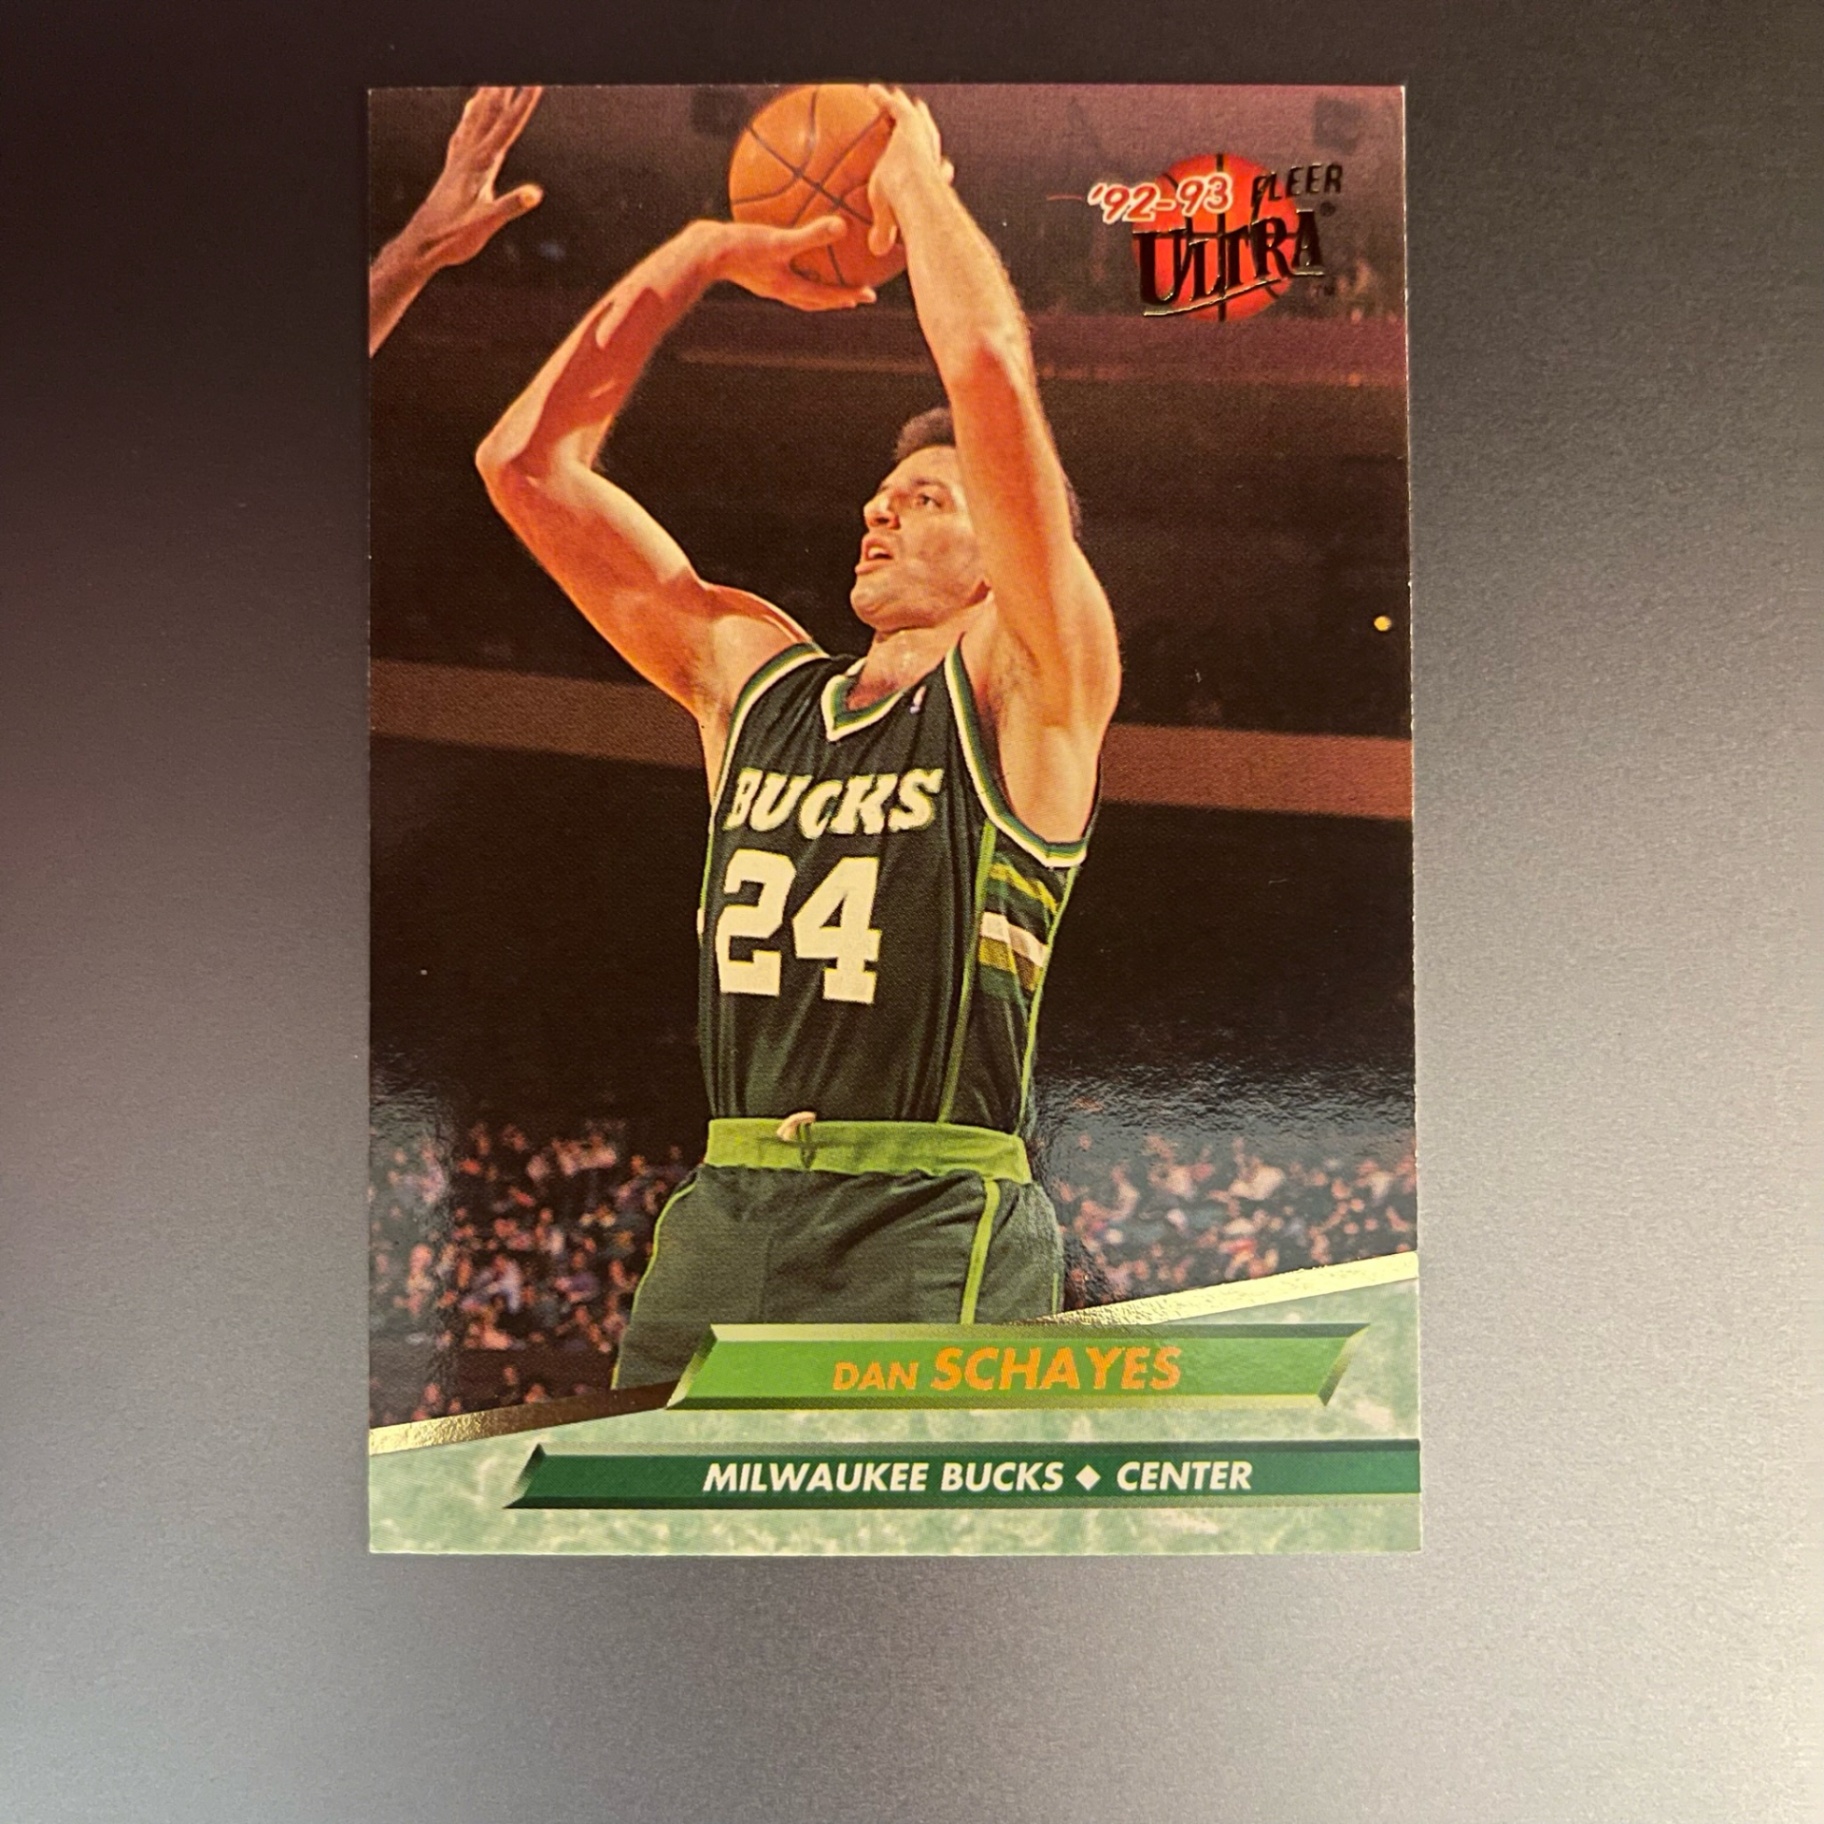 '92-93 FLEER
ULTRA
BUCKS
24
DAN SCHAYES
MILWAUKEE BUCKS ◆ CENTER